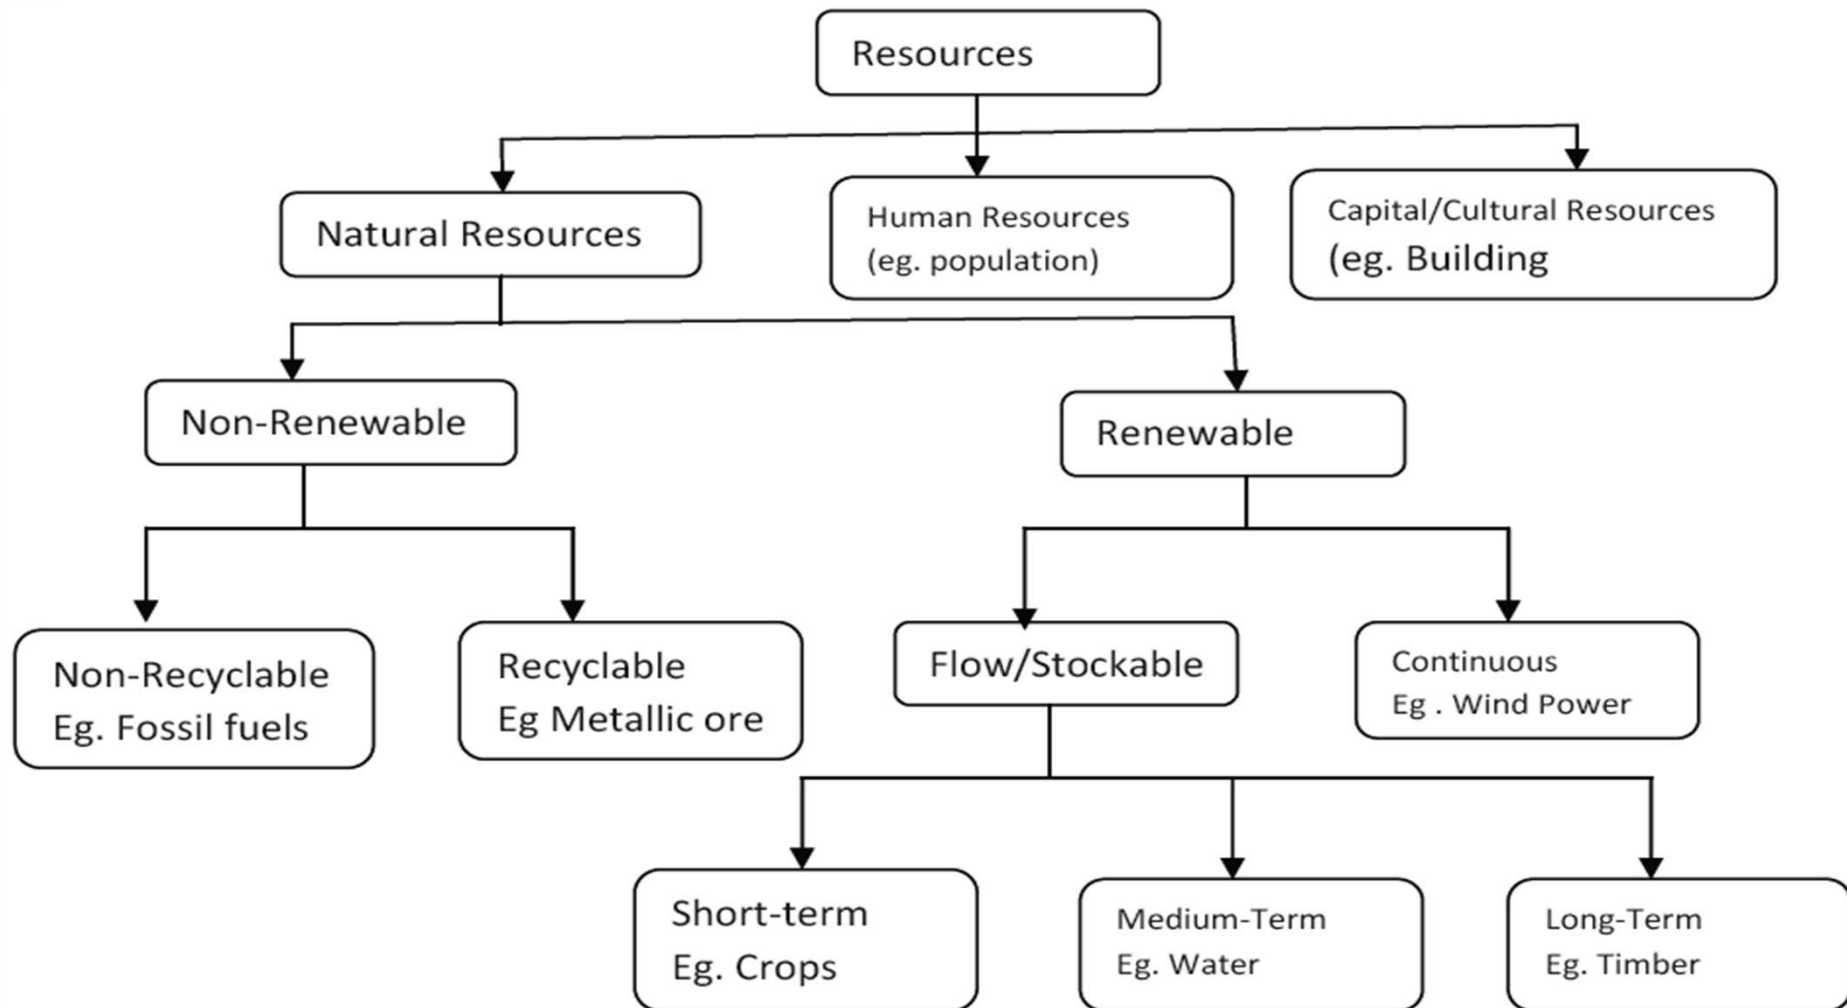 Resources
Natural Resources
Human Resources
(eg. population)
Capital/Cultural Resources
(eg. Building
Non-Renewable
Renewable
Non-Recyclable
Eg. Fossil fuels
Recyclable
Eg Metallic ore
Flow/Stockable
Continuous
Eg . Wind Power
Short-term
Eg. Crops
Medium-Term
Eg. Water
Long-Term
Eg. Timber